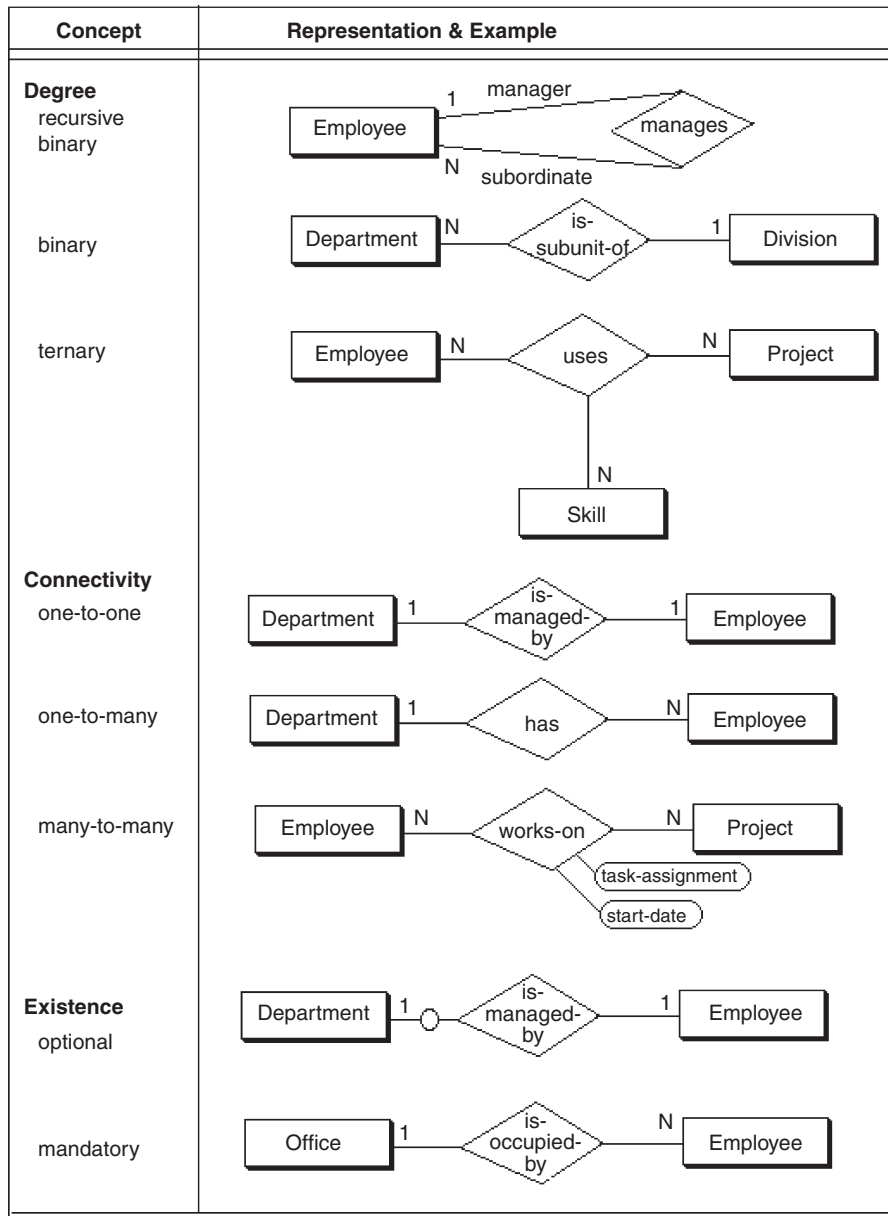 Concept
Representation & Example
Degree
recursive
binary
1
manager
Employee
manages
N
subordinate
binary
Department
N
is-
subunit-of
1
Division
ternary
Employee
N
uses
N
Project
N
Skill
Connectivity
one-to-one
Department
1
is-
managed-
by
1
Employee
one-to-many
Department
1
has
N
Employee
many-to-many
Employee
N
works-on
N
Project
task-assignment
start-date
Existence
optional
Department
1
is-
managed-
by
1
Employee
mandatory
Office
1
is-
occupied-
by
N
Employee